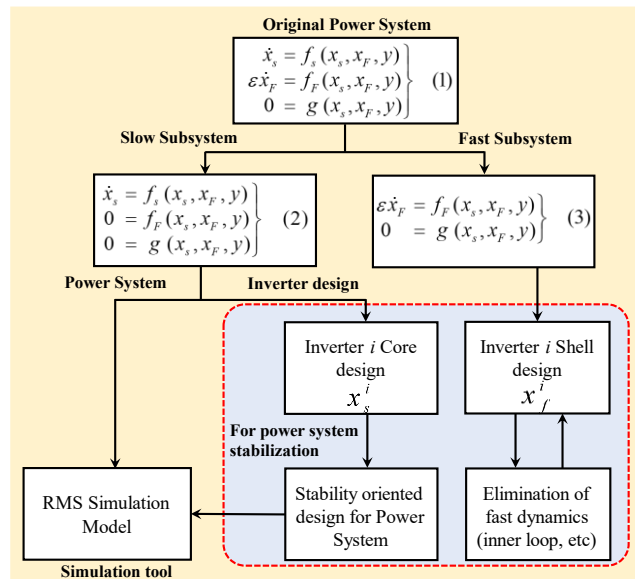 Original Power System
ẋ_s = f_s (x_s, x_F, y)
εẋ_F = f_F (x_s, x_F, y)
0 = g (x_s, x_F, y)
(1)
Slow Subsystem
Fast Subsystem
ẋ_s = f_s (x_s, x_F, y)
0 = f_F (x_s, x_F, y)
0 = g (x_s, x_F, y)
(2)
εẋ_F = f_F (x_s, x_F, y)
0 = g (x_s, x_F, y)
(3)
Power System
Inverter design
Inverter i Core
design
x_s^i
Inverter i Shell
design
x_f^i
For power system
stabilization
RMS Simulation
Model
Stability oriented
design for Power
System
Elimination of
fast dynamics
(inner loop, etc)
Simulation tool